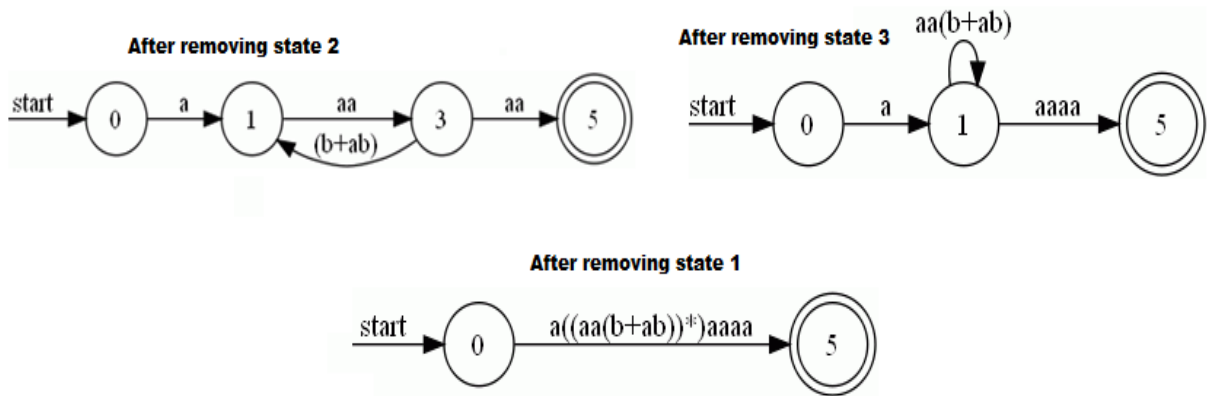 After removing state 2
start 0 a 1 aa 3 aa 5
(b+ab)
After removing state 3
aa(b+ab)
start 0 a 1 aaaa 5
After removing state 1
start 0 a((aa(b+ab))*)aaaa 5